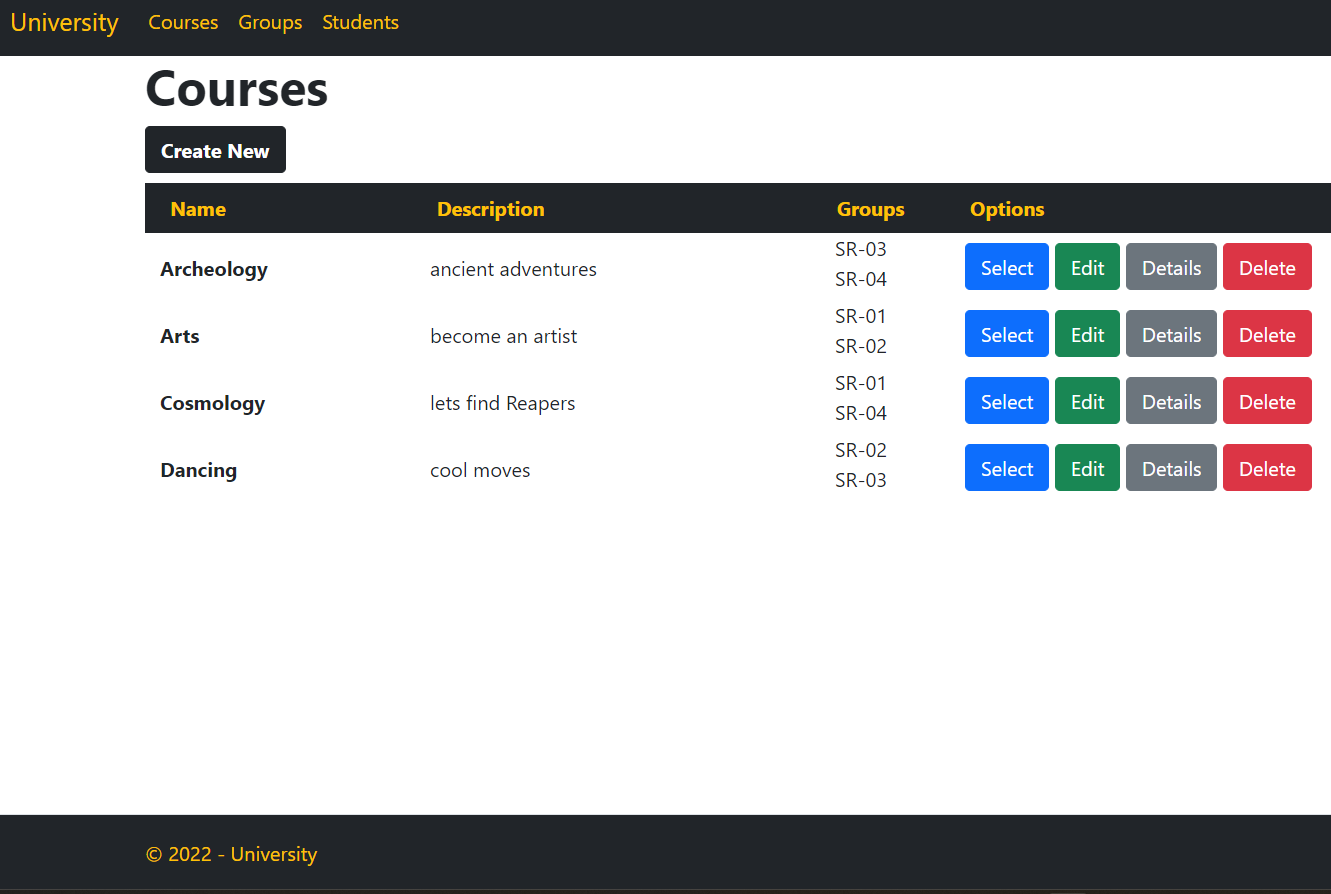 University Courses Groups Students
Courses
Create New
Name Description Groups Options
Archeology ancient adventures SR-03 SR-04 Select Edit Details Delete
Arts become an artist SR-01 SR-02 Select Edit Details Delete
Cosmology lets find Reapers SR-01 SR-04 Select Edit Details Delete
Dancing cool moves SR-02 SR-03 Select Edit Details Delete
© 2022 - University